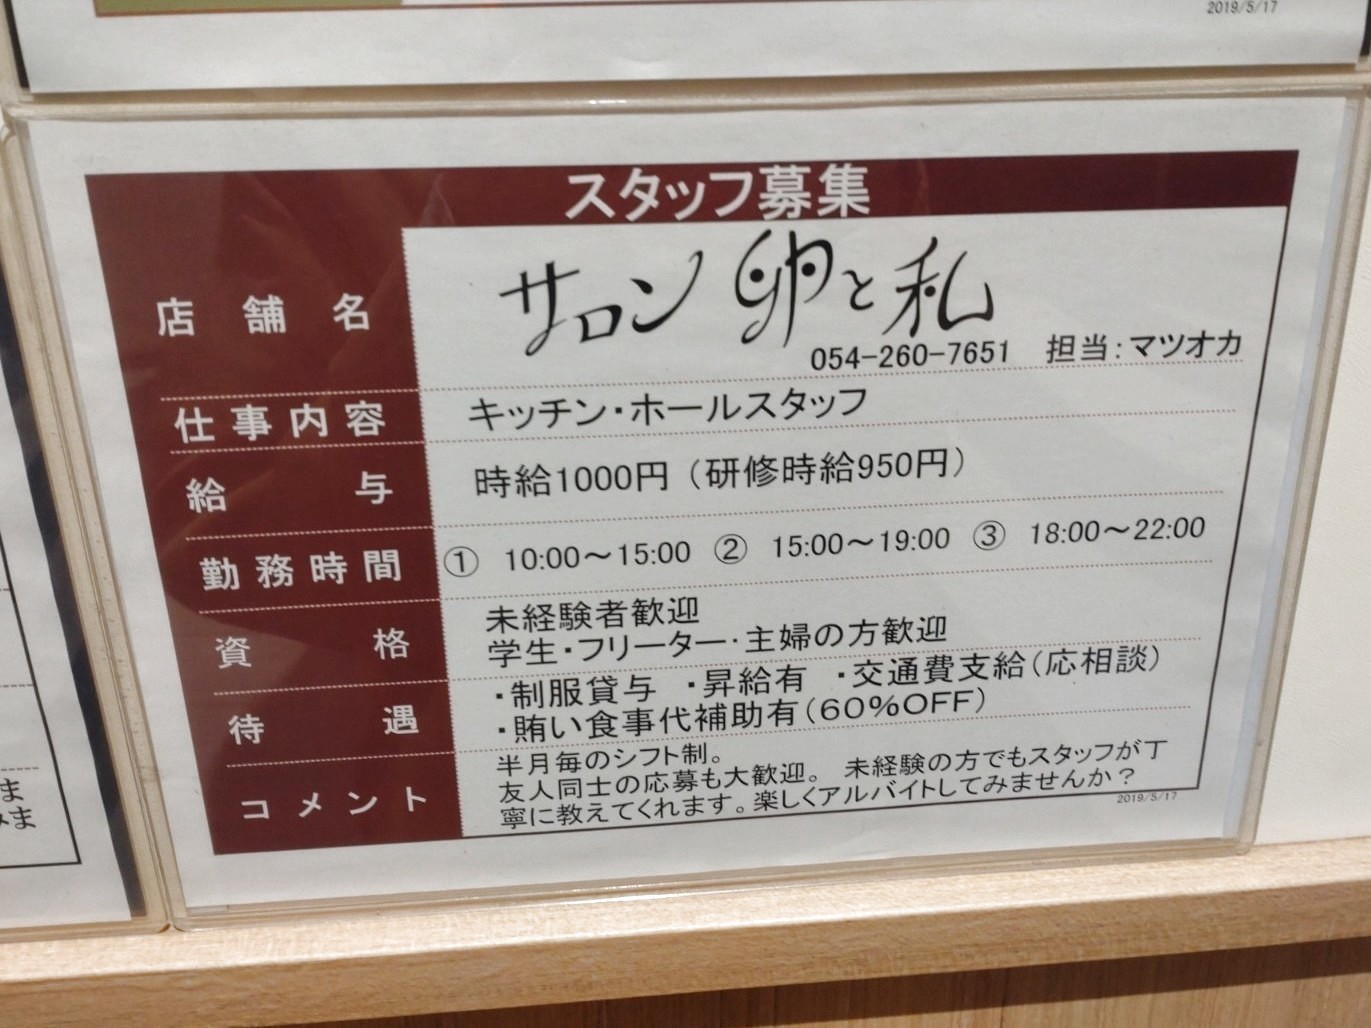 2019/5/17
スタッフ募集
店舗名
サロン 卵と私
054-260-7651 担当:マツオカ
仕事内容
キッチン・ホールスタッフ
給与
時給1000円（研修時給950円）
勤務時間
① 10:00～15:00 ② 15:00～19:00 ③ 18:00～22:00
資格
未経験者歓迎
学生・フリーター・主婦の方歓迎
待遇
・制服貸与 ・昇給有 ・交通費支給（応相談）
・賄い食事代補助有（６０％OFF）
コメント
半月毎のシフト制。
友人同士の応募も大歓迎。 未経験の方でもスタッフが丁
寧に教えてくれます。楽しくアルバイトしてみませんか？
2019/5/17